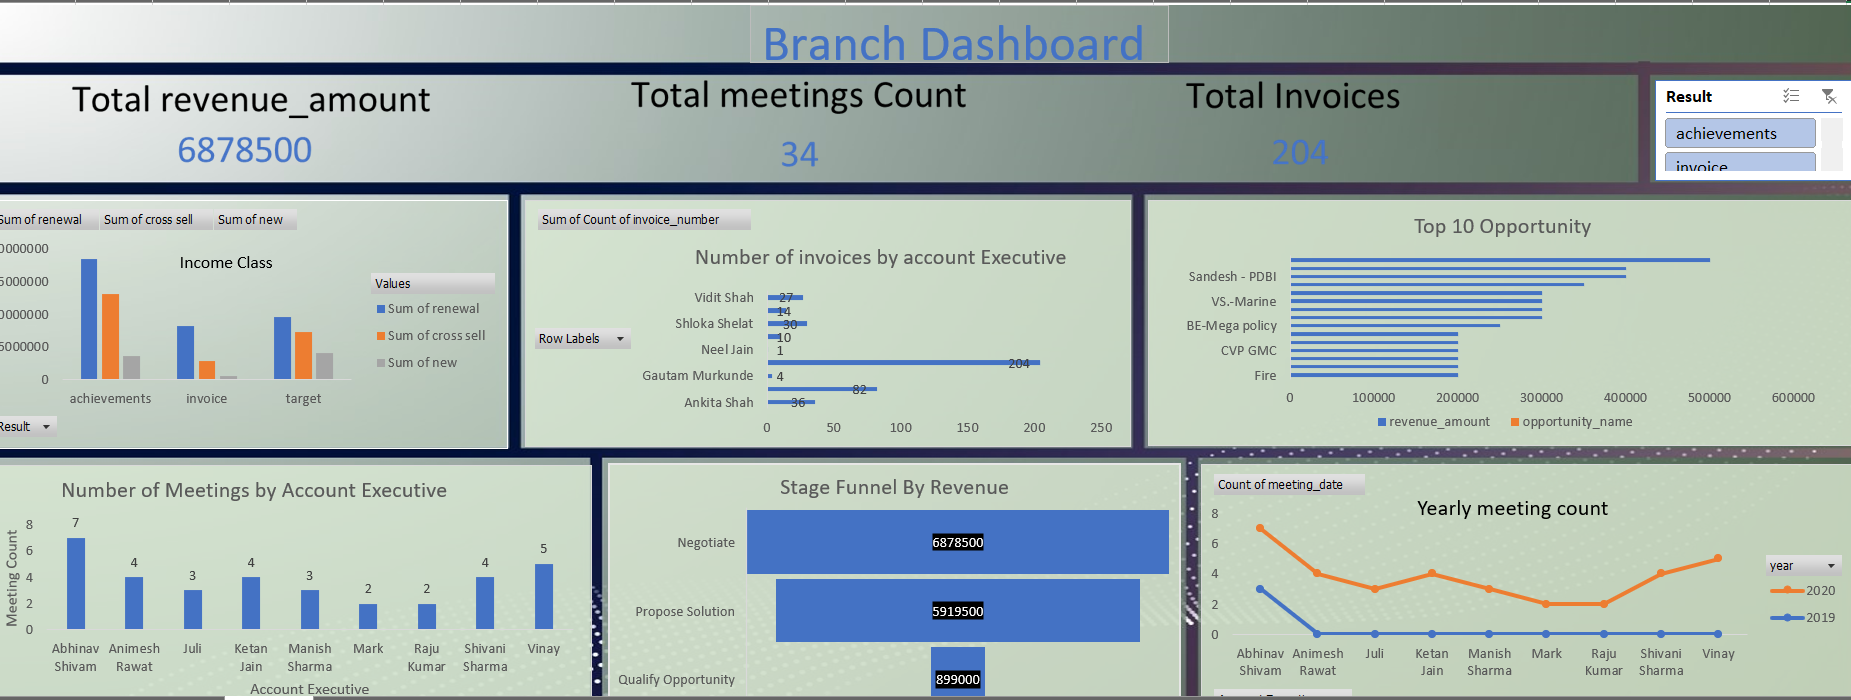 Branch Dashboard
Total revenue_amount
6878500
Total meetings Count
34
Total Invoices
204
Result
achievements
invoice
Sum of renewal
Sum of cross sell
Sum of new
Income Class
0000000
5000000
0000000
5000000
0
achievements
invoice
target
Values
Sum of renewal
Sum of cross sell
Sum of new
Result
Sum of Count of invoice_number
Number of invoices by account Executive
Row Labels
Vidit Shah
27
14
Shloka Shelat
30
10
Neel Jain
1
204
Gautam Murkunde
4
82
Ankita Shah
36
0 50 100 150 200 250
Top 10 Opportunity
Sandesh - PDBI
VS.-Marine
BE-Mega policy
CVP GMC
Fire
0 100000 200000 300000 400000 500000 600000
revenue_amount opportunity_name
Number of Meetings by Account Executive
Meeting Count
8
6
4
2
0
7 4 3 4 3 2 2 4 5
Abhinav Shivam
Animesh Rawat
Juli
Ketan Jain
Manish Sharma
Mark
Raju Kumar
Shivani Sharma
Vinay
Account Executive
Stage Funnel By Revenue
Negotiate
6878500
Propose Solution
5919500
Qualify Opportunity
899000
Count of meeting_date
Yearly meeting count
8
6
4
2
0
Abhinav Shivam
Animesh Rawat
Juli
Ketan Jain
Manish Sharma
Mark
Raju Kumar
Shivani Sharma
Vinay
year
2020
2019